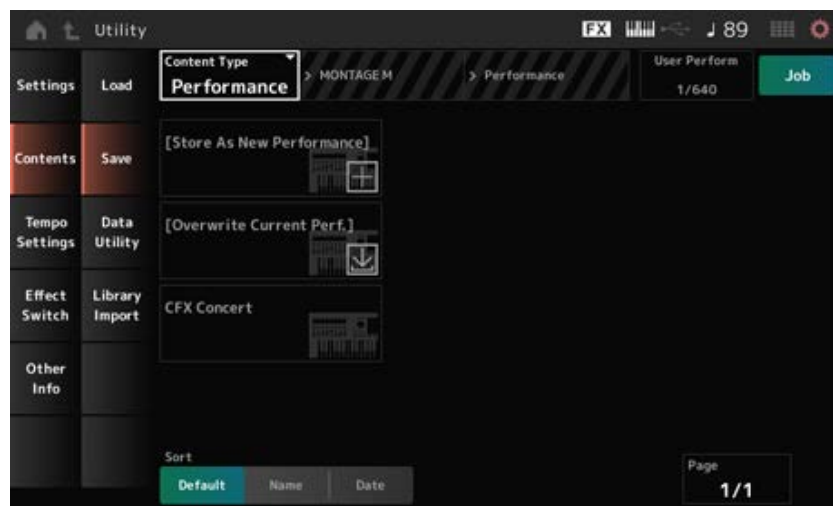 Utility
FX
♩ 89
Settings
Load
Content Type
Performance
> MONTAGE M
> Performance
User Perform
1/640
Job
Contents
Save
[Store As New Performance]
Tempo
Settings
Data
Utility
[Overwrite Current Perf.]
Effect
Switch
Library
Import
CFX Concert
Other
Info
Sort
Default
Name
Date
Page
1/1